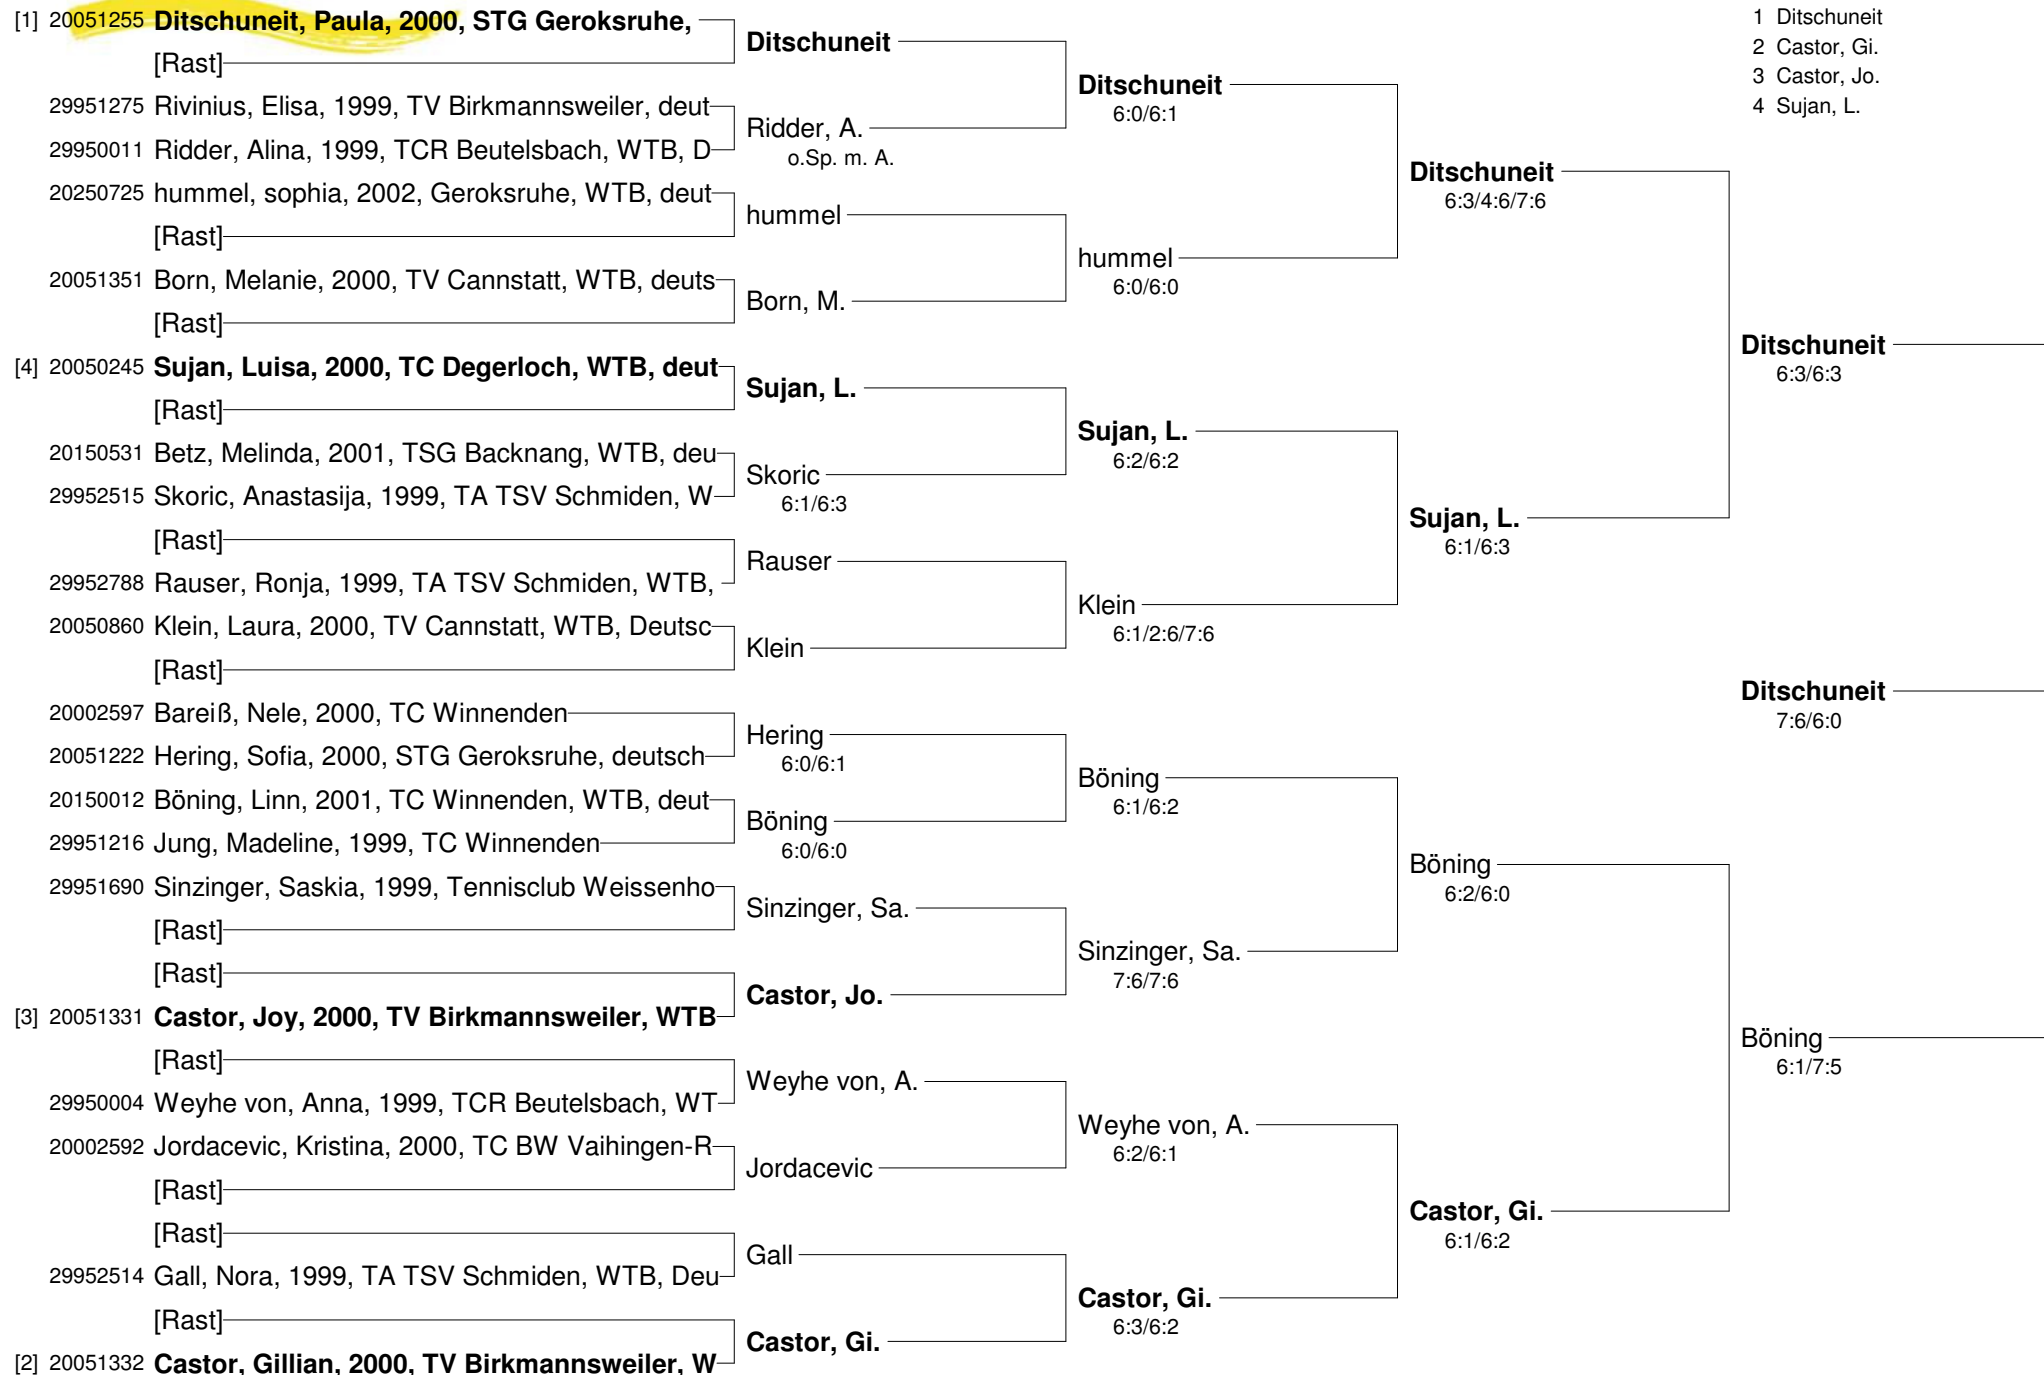 [1] 20051255 Ditschuneit, Paula, 2000, STG Geroksruhe,
[Rast]
29951275 Rivinius, Elisa, 1999, TV Birkmannsweiler, deut
29950011 Ridder, Alina, 1999, TCR Beutelsbach, WTB, D
20250725 hummel, sophia, 2002, Geroksruhe, WTB, deut
[Rast]
20051351 Born, Melanie, 2000, TV Cannstatt, WTB, deuts
[Rast]
[4] 20050245 Sujan, Luisa, 2000, TC Degerloch, WTB, deut
[Rast]
20150531 Betz, Melinda, 2001, TSG Backnang, WTB, deu
29952515 Skoric, Anastasija, 1999, TA TSV Schmiden, W
[Rast]
29952788 Rauser, Ronja, 1999, TA TSV Schmiden, WTB,
20050860 Klein, Laura, 2000, TV Cannstatt, WTB, Deutsc
[Rast]
20002597 Bareiß, Nele, 2000, TC Winnenden
20051222 Hering, Sofia, 2000, STG Geroksruhe, deutsch
20150012 Böning, Linn, 2001, TC Winnenden, WTB, deut
29951216 Jung, Madeline, 1999, TC Winnenden
29951690 Sinzinger, Saskia, 1999, Tennisclub Weissenho
[Rast]
[Rast]
[3] 20051331 Castor, Joy, 2000, TV Birkmannsweiler, WTB
[Rast]
29950004 Weyhe von, Anna, 1999, TCR Beutelsbach, WT
20002592 Jordacevic, Kristina, 2000, TC BW Vaihingen-R
[Rast]
[Rast]
29952514 Gall, Nora, 1999, TA TSV Schmiden, WTB, Deu
[Rast]
[2] 20051332 Castor, Gillian, 2000, TV Birkmannsweiler, W
Ditschuneit
Ridder, A.
o.Sp. m. A.
hummel
Born, M.
Sujan, L.
Skoric
6:1/6:3
Rauser
Klein
Hering
6:0/6:1
Böning
6:0/6:0
Sinzinger, Sa.
Castor, Jo.
Weyhe von, A.
Jordacevic
Gall
Castor, Gi.
Ditschuneit
6:0/6:1
hummel
6:0/6:0
Sujan, L.
6:2/6:2
Klein
6:1/2:6/7:6
Böning
6:1/6:2
Sinzinger, Sa.
7:6/7:6
Weyhe von, A.
6:2/6:1
Castor, Gi.
6:3/6:2
Ditschuneit
6:3/4:6/7:6
Sujan, L.
6:1/6:3
Böning
6:2/6:0
Castor, Gi.
6:1/6:2
1 Ditschuneit
2 Castor, Gi.
3 Castor, Jo.
4 Sujan, L.
Ditschuneit
6:3/6:3
Ditschuneit
7:6/6:0
Böning
6:1/7:5